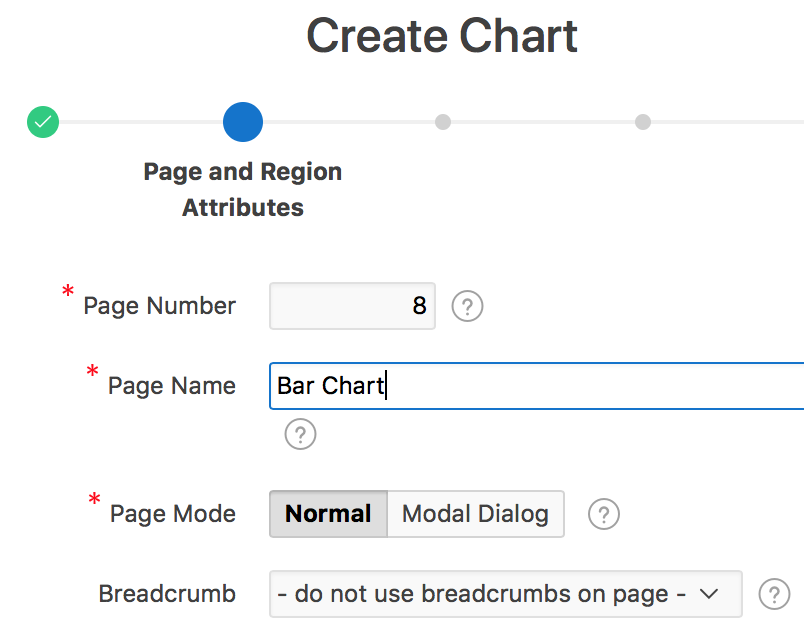 Create Chart
Page and Region
Attributes
* Page Number 8 ?
* Page Name Bar Chart
?
* Page Mode Normal Modal Dialog ?
Breadcrumb - do not use breadcrumbs on page - ?